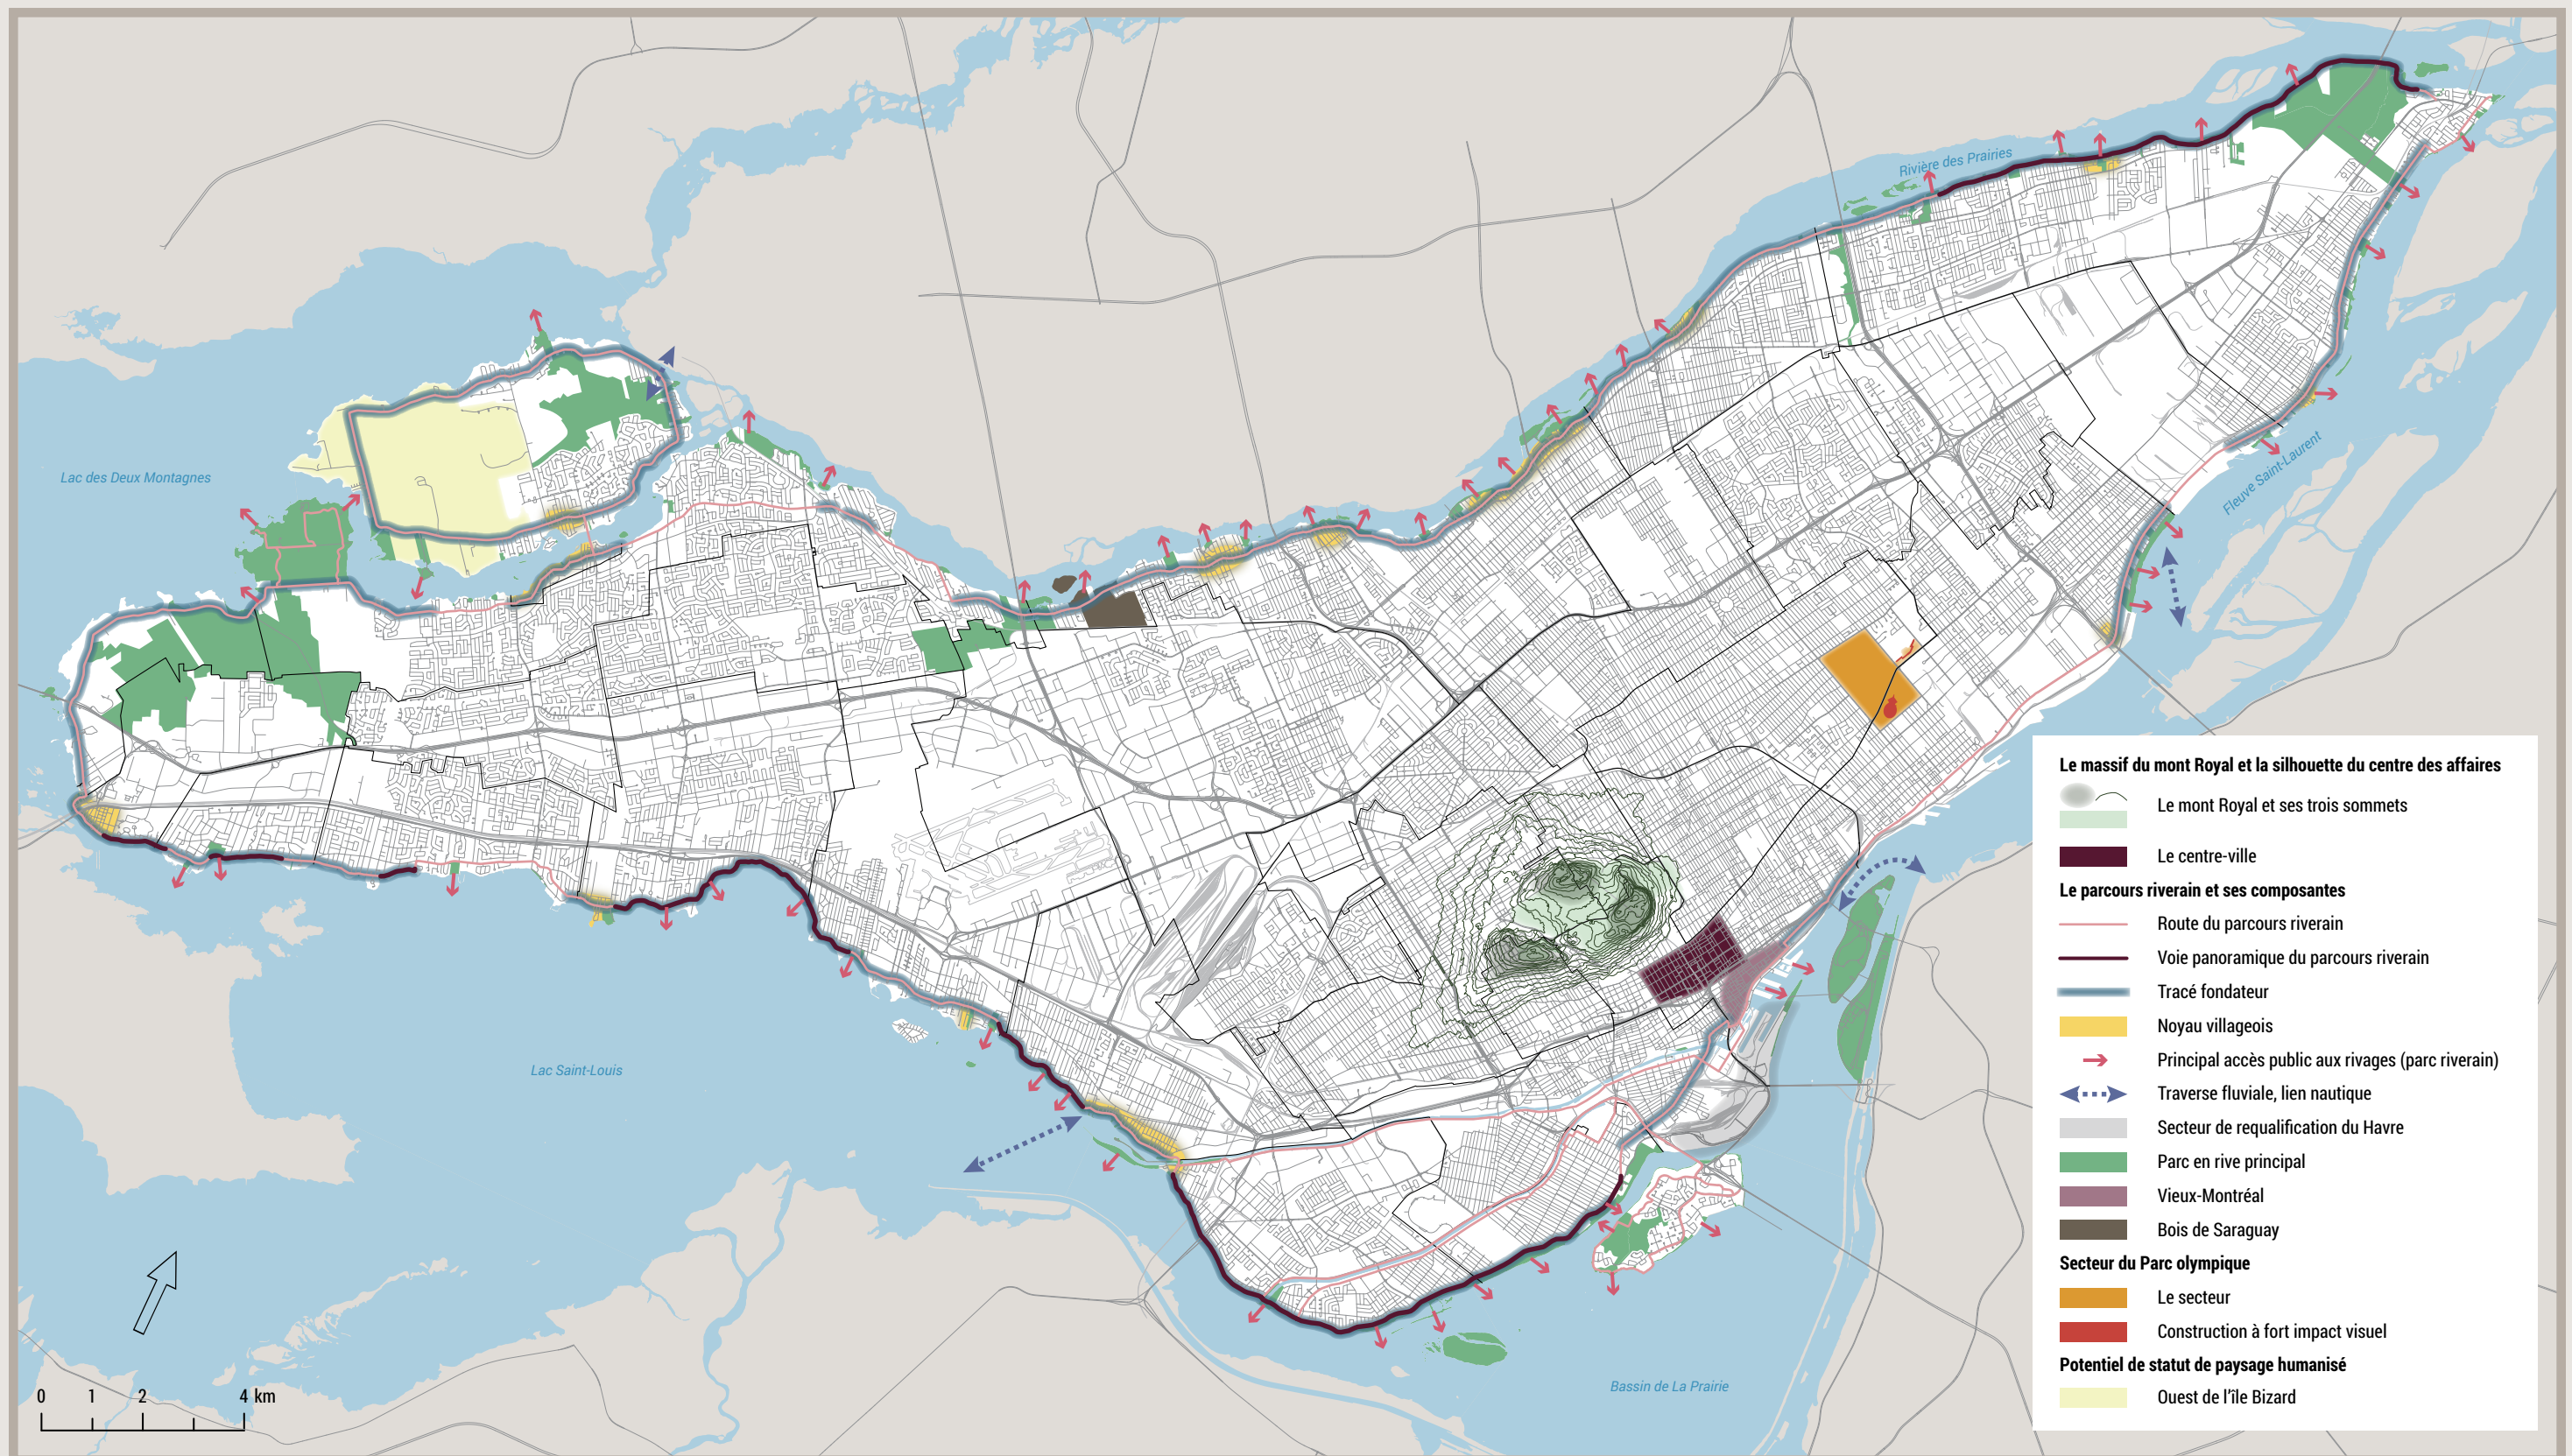 Rivière des Prairies
Lac des Deux Montagnes
Fleuve Saint-Laurent
Lac Saint-Louis
Bassin de La Prairie
0 1 2 4 km
Le massif du mont Royal et la silhouette du centre des affaires
Le mont Royal et ses trois sommets
Le centre-ville
Le parcours riverain et ses composantes
Route du parcours riverain
Voie panoramique du parcours riverain
Tracé fondateur
Noyau villageois
Principal accès public aux rivages (parc riverain)
Traverse fluviale, lien nautique
Secteur de requalification du Havre
Parc en rive principal
Vieux-Montréal
Bois de Saraguay
Secteur du Parc olympique
Le secteur
Construction à fort impact visuel
Potentiel de statut de paysage humanisé
Ouest de l'île Bizard